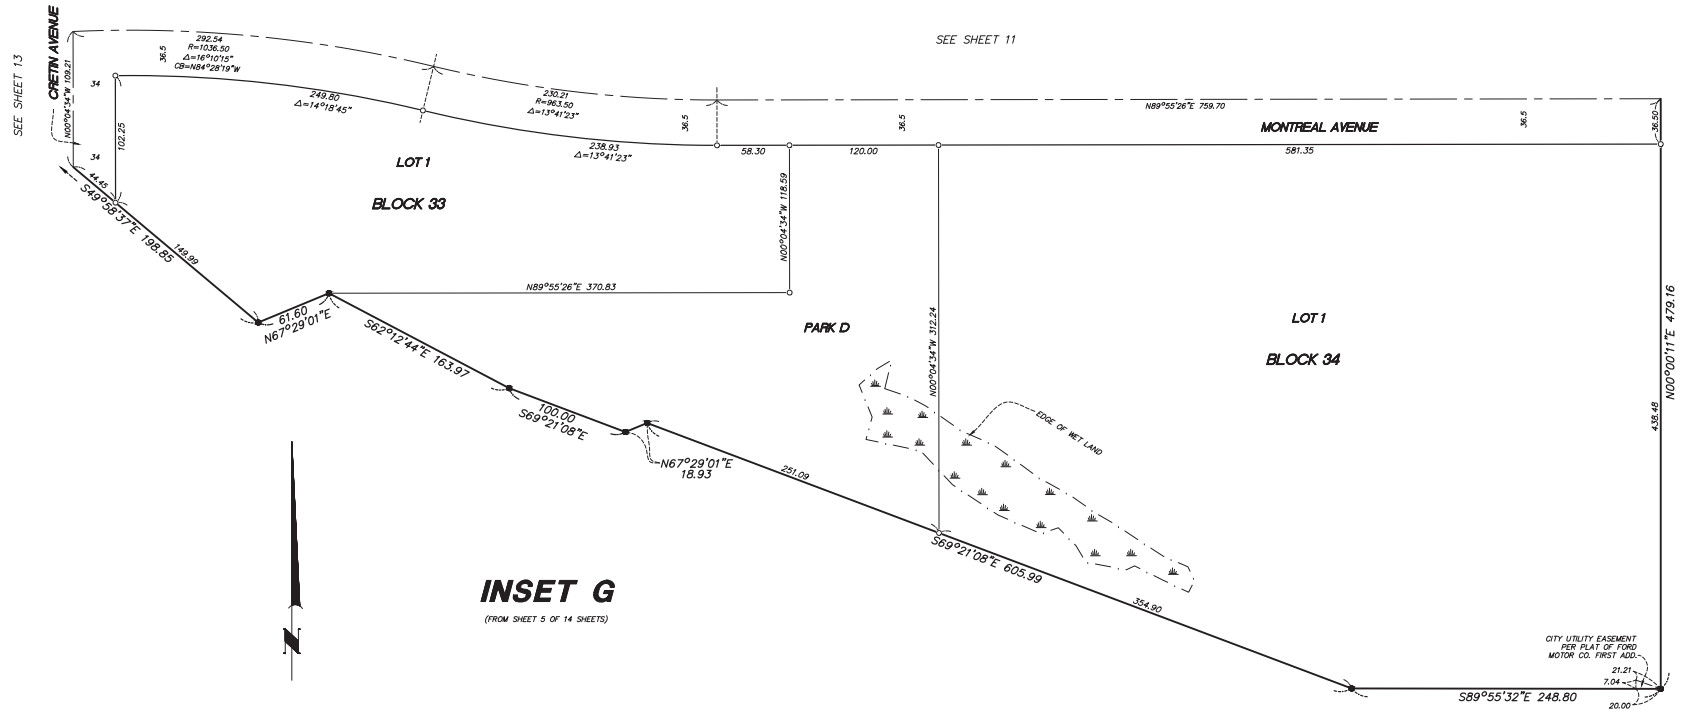 SEE SHEET 13
CRETIN AVENUE
N00°04'34"W 109.21
34
34
36.5
292.54
R=1036.50
△=16°10'15"
CB=N84°28'19"W
249.80
△=14°18'45"
230.21
R=963.50
△=13°41'23"
238.93
△=13°41'23"
SEE SHEET 11
N89°55'26"E 759.70
MONTREAL AVENUE
36.5
36.5
36.5
36.50
58.30
120.00
581.35
102.25
LOT 1
BLOCK 33
44.45
S49°58'37"E 198.85
149.99
61.60
N67°29'01"E
N89°55'26"E 370.83
N00°04'34"W 118.59
S62°12'44"E 163.97
100.00
S69°21'08"E
N67°29'01"E
18.93
PARK D
N00°04'34"W 312.24
LOT 1
BLOCK 34
N00°00'11"E 479.16
438.48
EDGE OF WET LAND
251.09
S69°21'08"E 605.99
354.90
INSET G
(FROM SHEET 5 OF 14 SHEETS)
N
CITY UTILITY EASEMENT
PER PLAT OF FORD
MOTOR CO. FIRST ADD.
21.21
7.04
20.00
S89°55'32"E 248.80